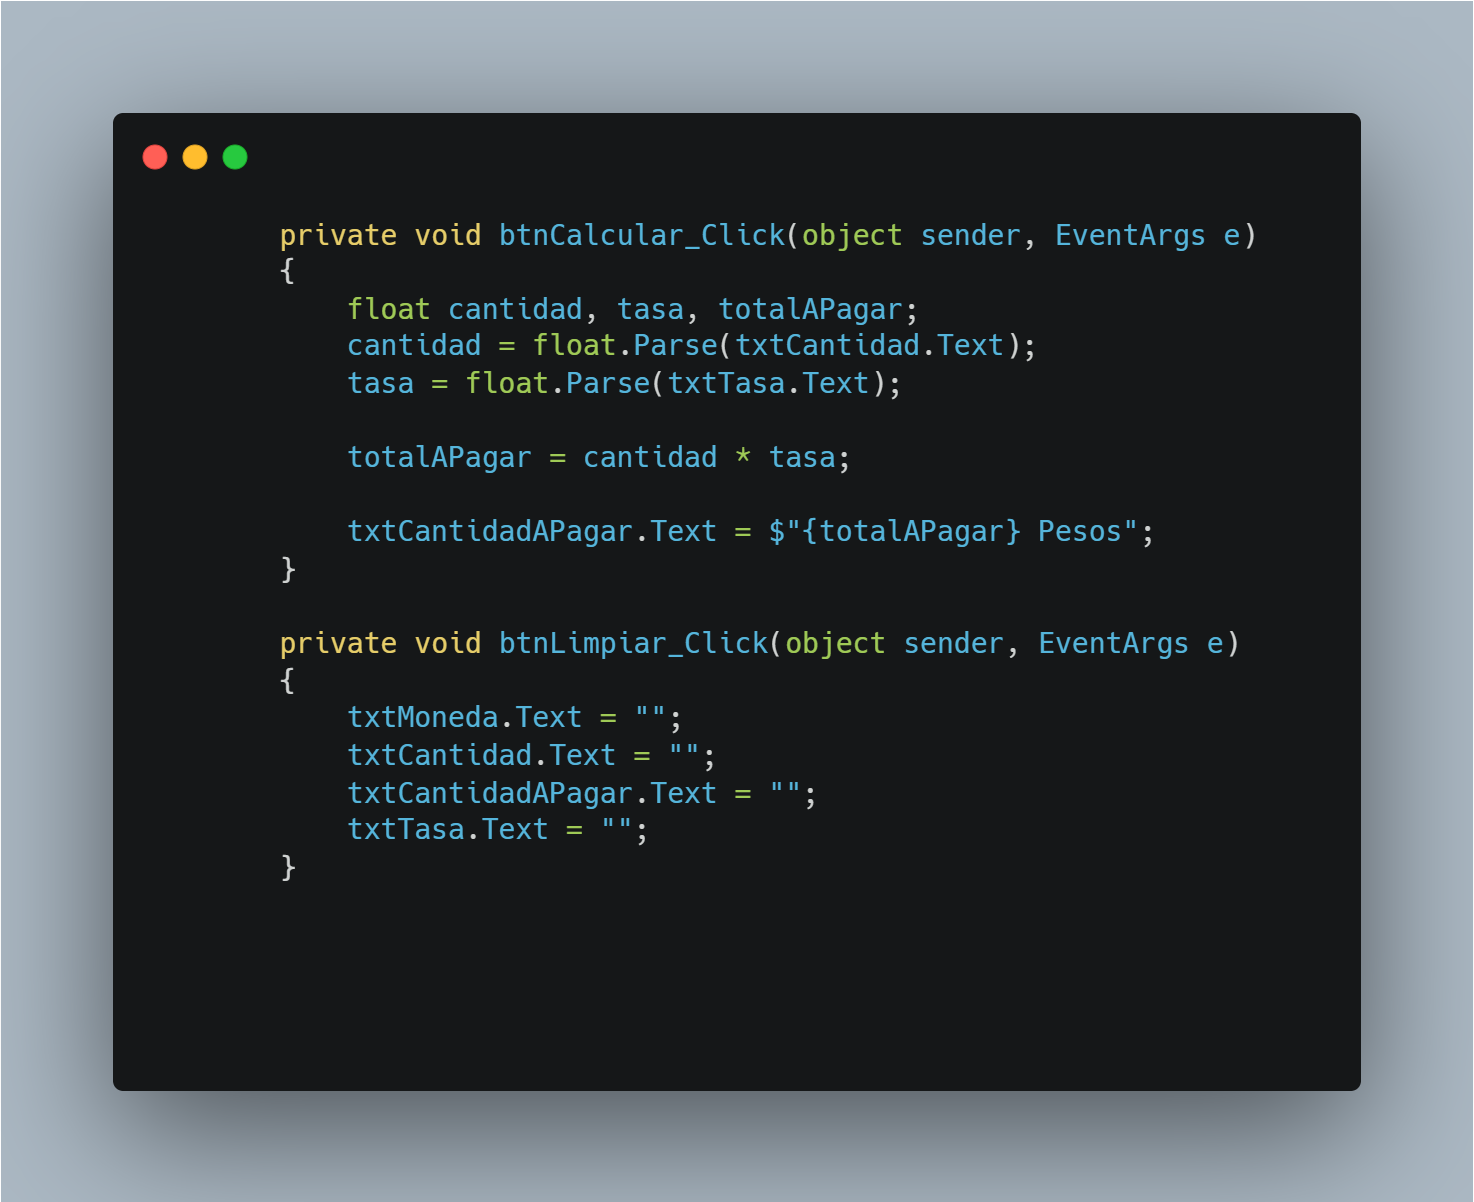 private void btnCalcular_Click(object sender, EventArgs e)
{
    float cantidad, tasa, totalAPagar;
    cantidad = float.Parse(txtCantidad.Text);
    tasa = float.Parse(txtTasa.Text);

    totalAPagar = cantidad * tasa;

    txtCantidadAPagar.Text = $"{totalAPagar} Pesos";
}

private void btnLimpiar_Click(object sender, EventArgs e)
{
    txtMoneda.Text = "";
    txtCantidad.Text = "";
    txtCantidadAPagar.Text = "";
    txtTasa.Text = "";
}